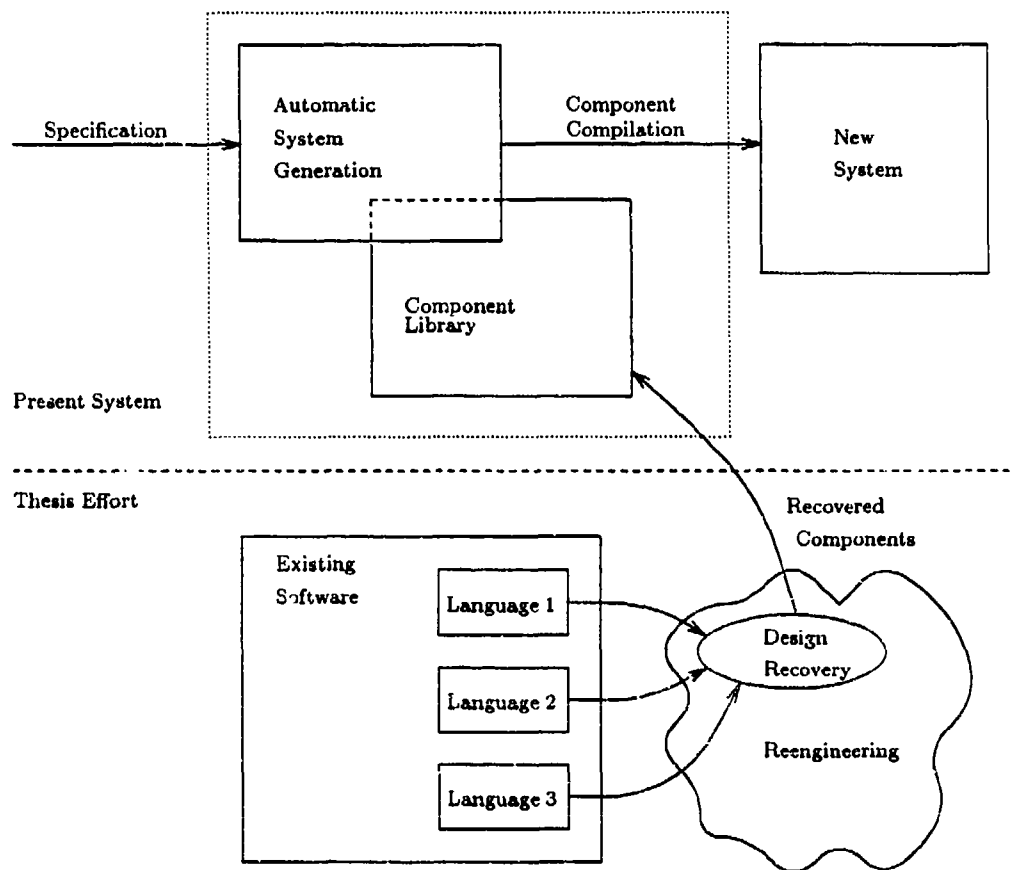 Specification
Automatic
System
Generation
Component
Compilation
New
System
Component
Library
Present System
Thesis Effort
Recovered
Components
Existing
Software
Language 1
Language 2
Language 3
Design
Recovery
Reengineering